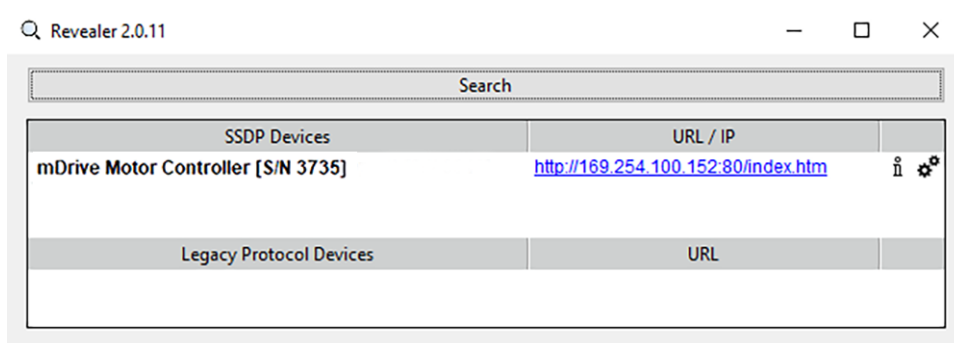 Revealer 2.0.11
Search
SSDP Devices URL / IP
mDrive Motor Controller [S/N 3735] http://169.254.100.152:80/index.htm
Legacy Protocol Devices URL